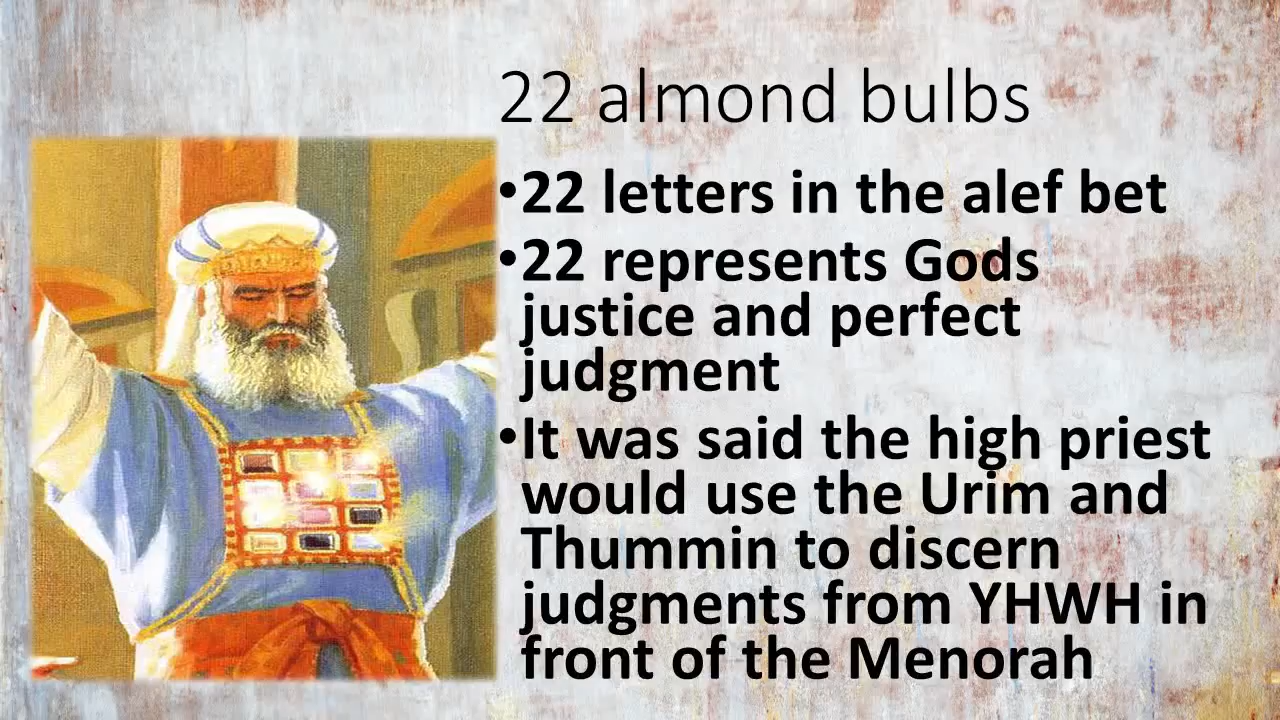 22 almond bulbs
•22 letters in the alef bet
•22 represents Gods
justice and perfect
judgment
•It was said the high priest
would use the Urim and
Thummin to discern
judgments from YHWH in
front of the Menorah